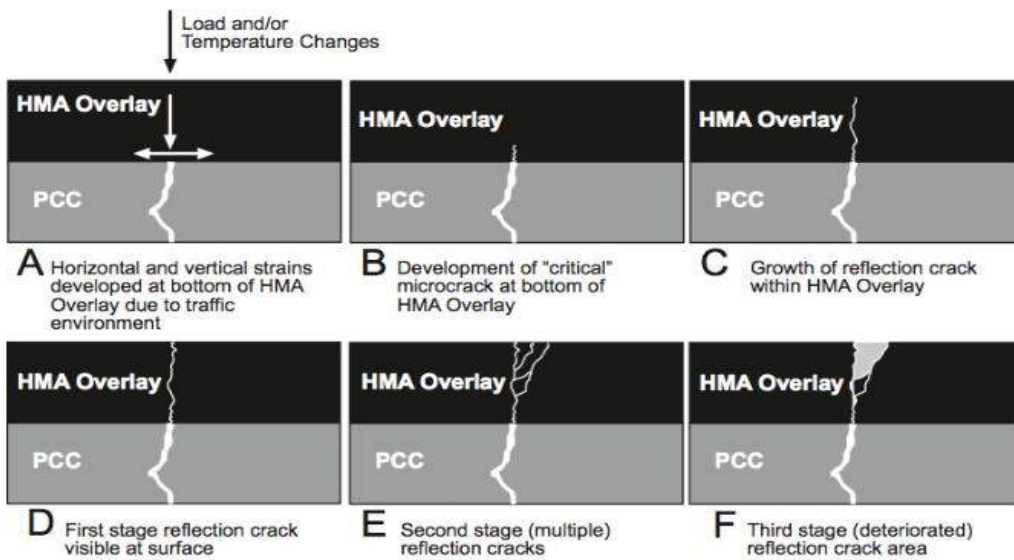 Load and/or
Temperature Changes
HMA Overlay
PCC
A Horizontal and vertical strains
developed at bottom of HMA
Overlay due to traffic
environment
HMA Overlay
PCC
B Development of "critical"
microcrack at bottom of
HMA Overlay
HMA Overlay
PCC
C Growth of reflection crack
within HMA Overlay
HMA Overlay
PCC
D First stage reflection crack
visible at surface
HMA Overlay
PCC
E Second stage (multiple)
reflection cracks
HMA Overlay
PCC
F Third stage (deteriorated)
reflection crack area